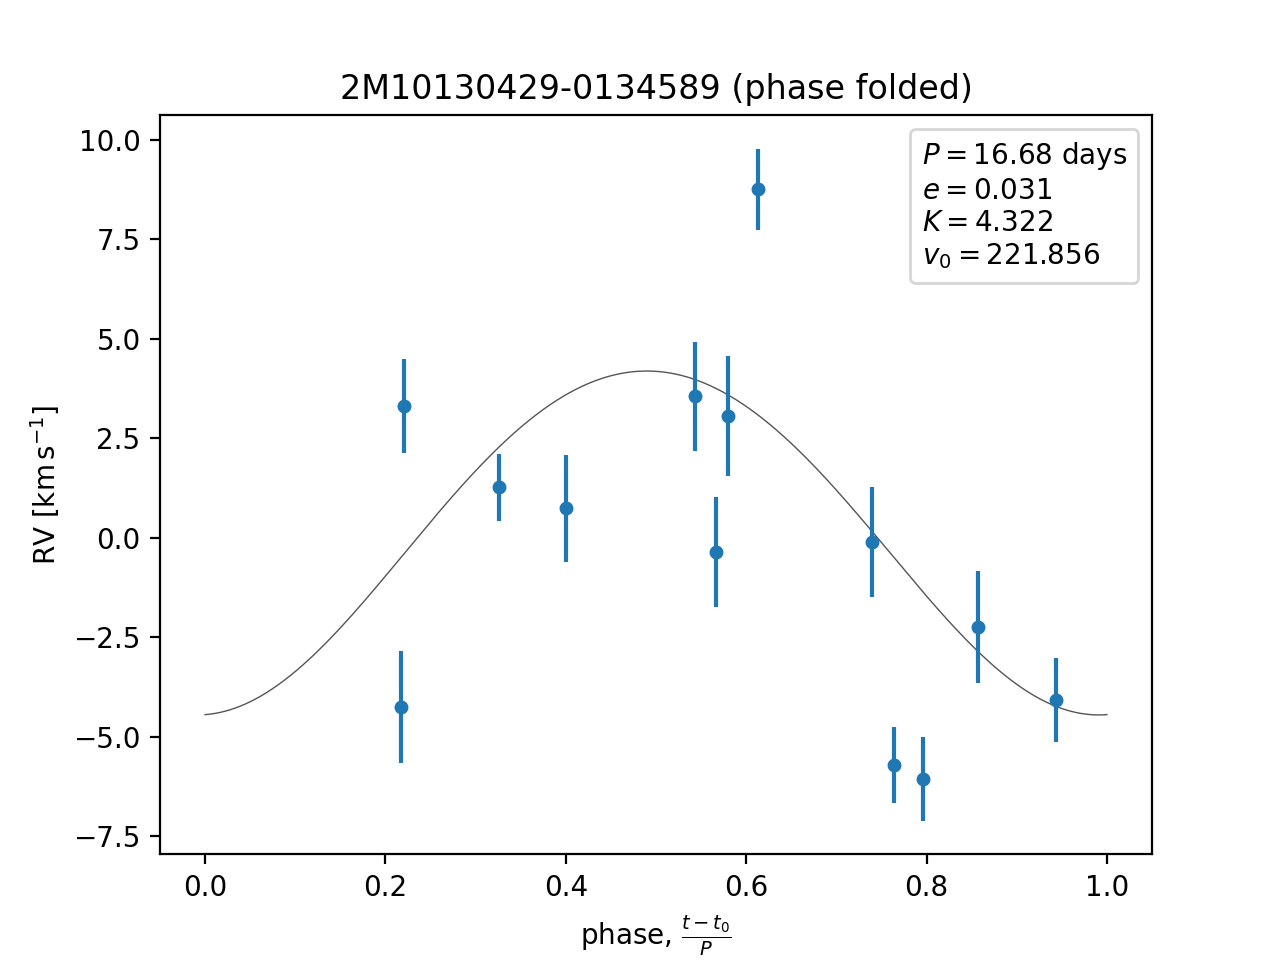 2M10130429-0134589 (phase folded)
P = 16.68 days
e = 0.031
K = 4.322
v₀ = 221.856
RV [km s⁻¹]
10.0
7.5
5.0
2.5
0.0
−2.5
−5.0
−7.5
0.0 0.2 0.4 0.6 0.8 1.0
phase, (t − t₀)/P